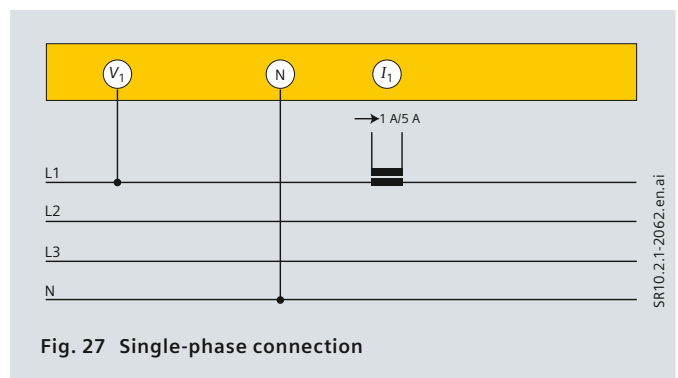 V1 N I1
1 A/5 A
L1
L2
L3
N
SR10.2.1-2062.en.ai
Fig. 27 Single-phase connection